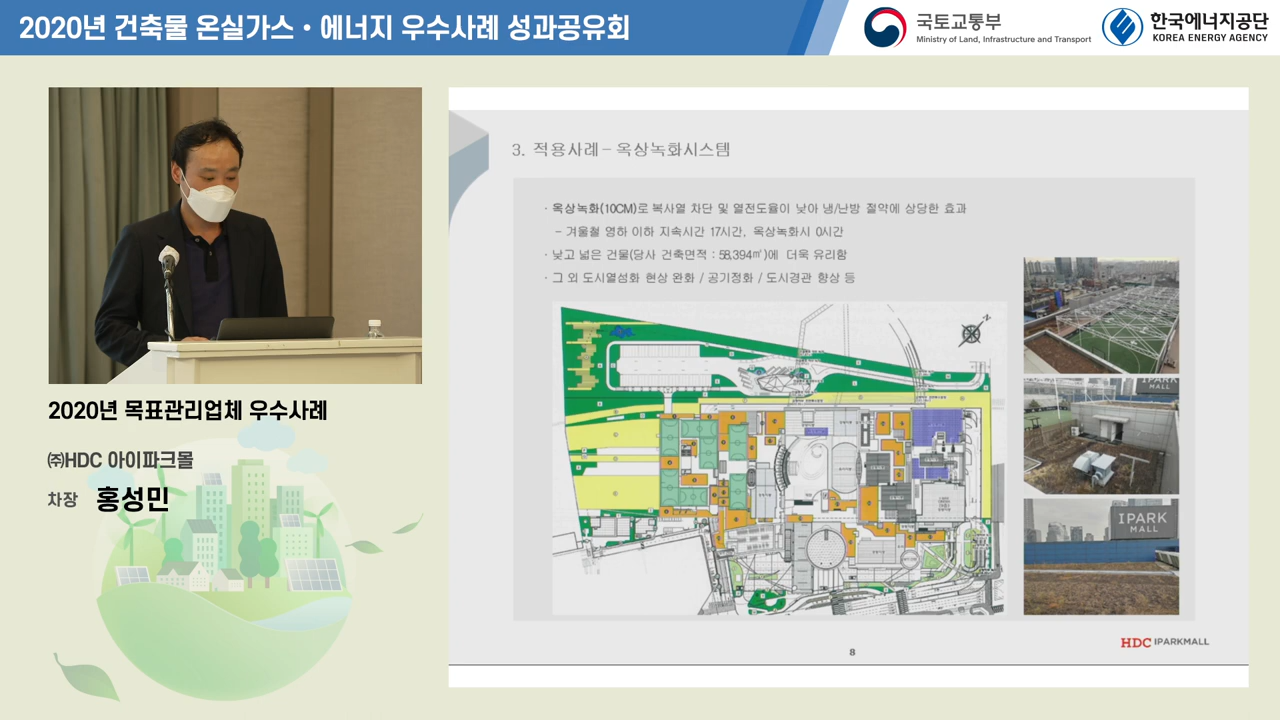 2020년 건축물 온실가스・에너지 우수사례 성과공유회
국토교통부
Ministry of Land, Infrastructure and Transport
한국에너지공단
KOREA ENERGY AGENCY
2020년 목표관리업체 우수사례
㈜HDC 아이파크몰
차장 홍성민
3. 적용사례 – 옥상녹화시스템
· 옥상녹화(10CM)로 복사열 차단 및 열전도율이 낮아 냉/난방 절약에 상당한 효과
– 겨울철 영하 이하 지속시간 17시간, 옥상녹화시 0시간
· 낮고 넓은 건물(당사 건축면적 : 58,394㎡)에 더욱 유리함
· 그 외 도시열섬화 현상 완화 / 공기정화 / 도시경관 향상 등
IPARK
MALL
IPARK
MALL
HDC IPARKMALL
8